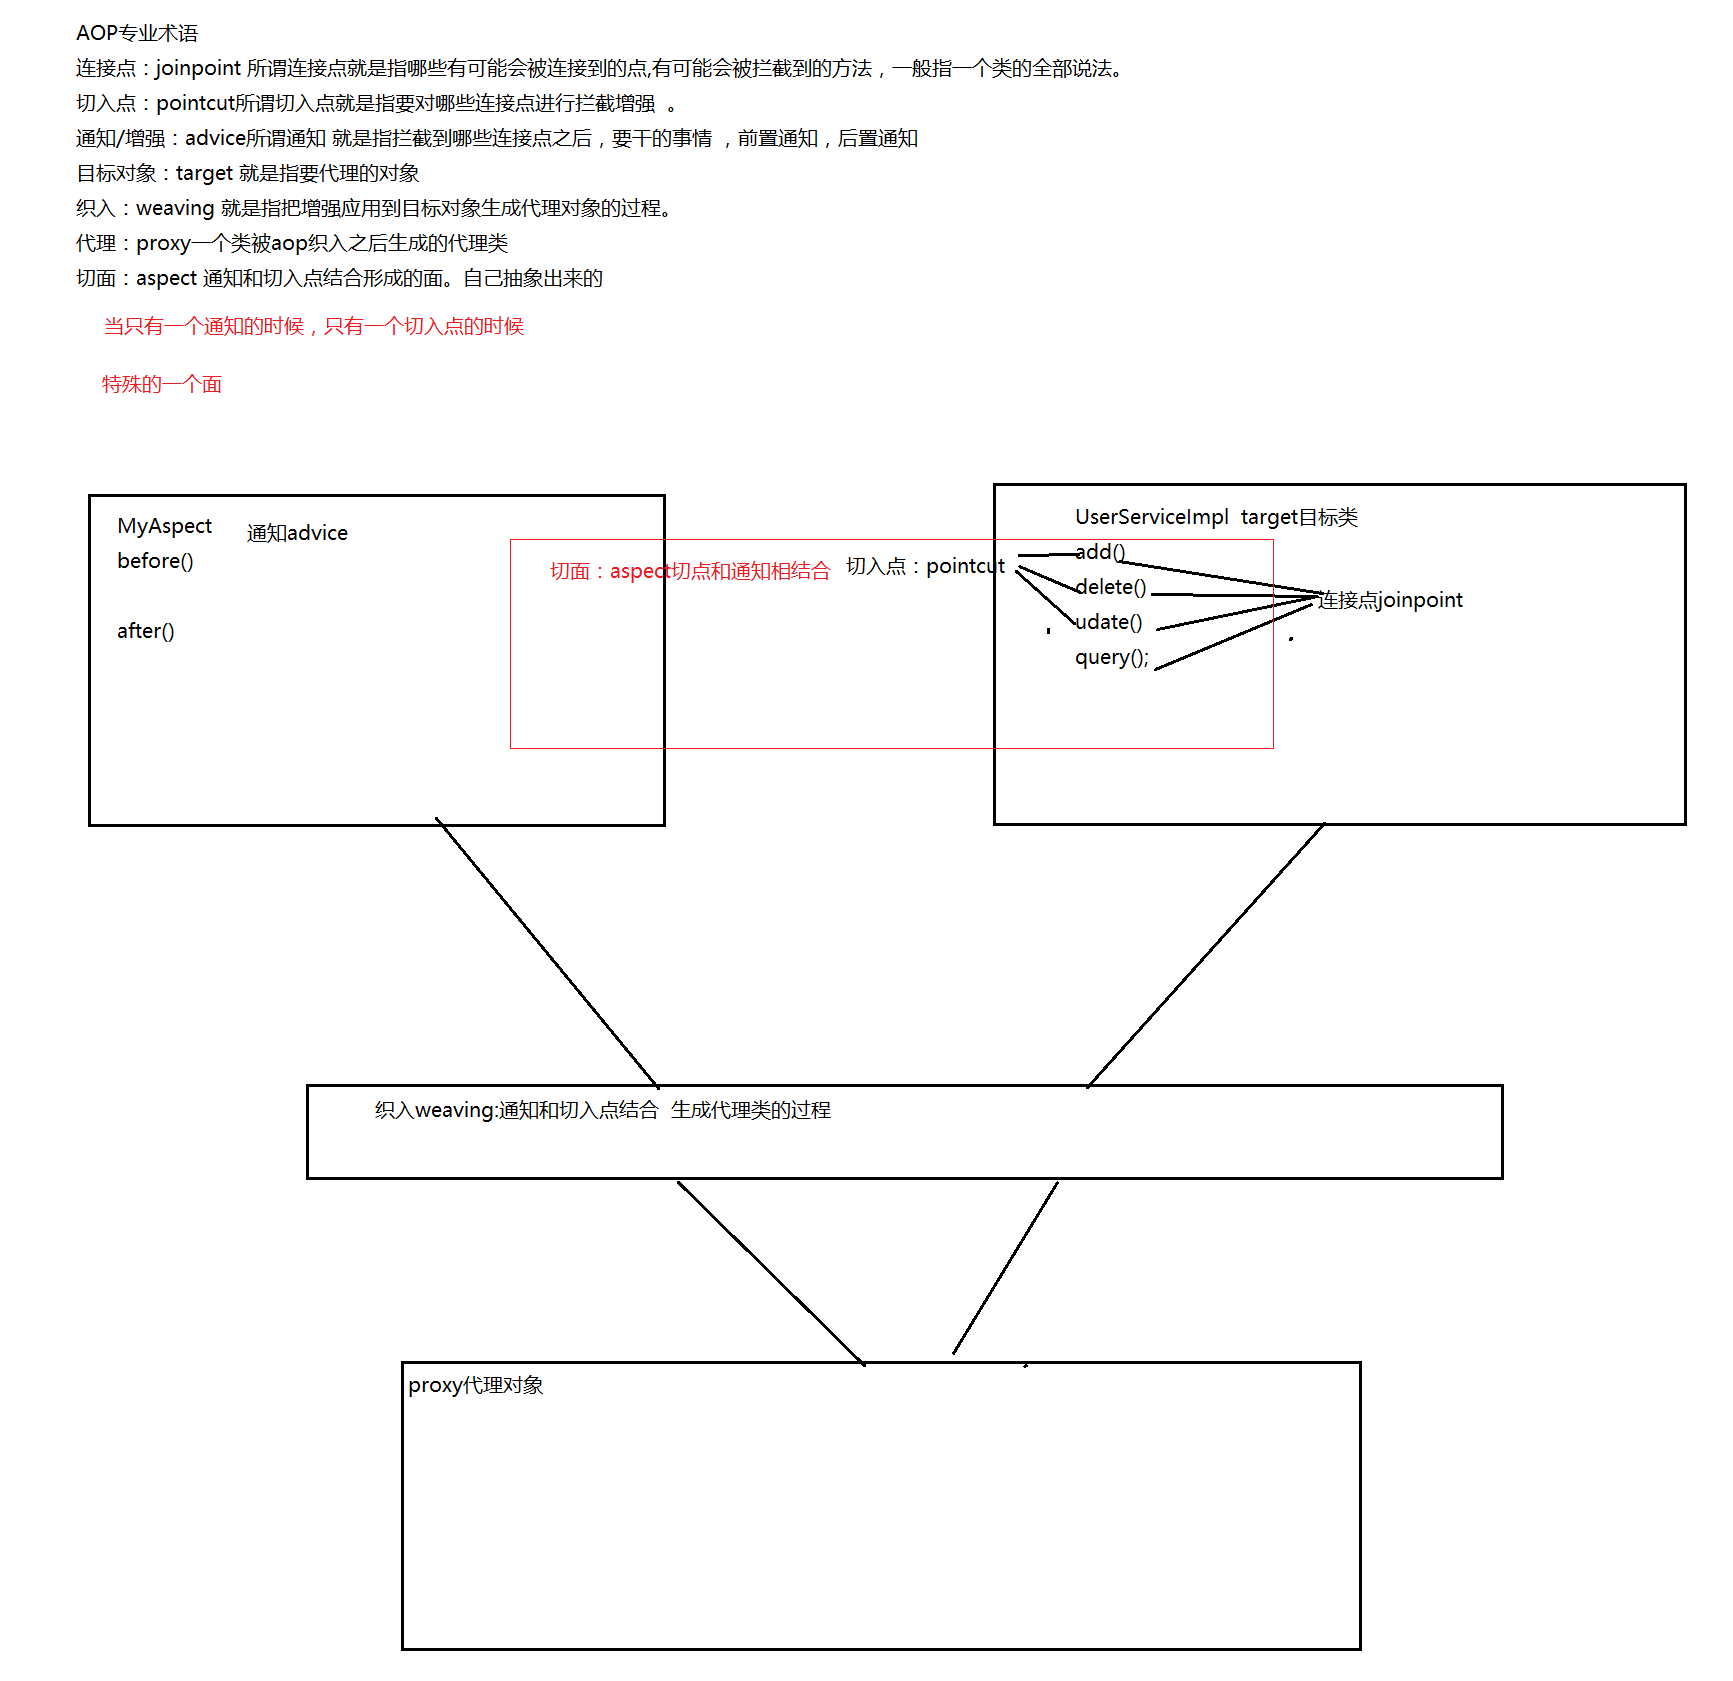 AOP专业术语
连接点：joinpoint 所谓连接点就是指哪些有可能会被连接到的点,有可能会被拦截到的方法，一般指一个类的全部说法。
切入点：pointcut所谓切入点就是指要对哪些连接点进行拦截增强 。
通知/增强：advice所谓通知 就是指拦截到哪些连接点之后，要干的事情 ，前置通知，后置通知
目标对象：target 就是指要代理的对象
织入：weaving 就是指把增强应用到目标对象生成代理对象的过程。
代理：proxy一个类被aop织入之后生成的代理类
切面：aspect 通知和切入点结合形成的面。自己抽象出来的
当只有一个通知的时候，只有一个切入点的时候
特殊的一个面
MyAspect
通知advice
before()
after()
切面：aspect切点和通知相结合
切入点：pointcut
UserServiceImpl target目标类
add()
delete()
udate()
query();
连接点joinpoint
织入weaving:通知和切入点结合 生成代理类的过程
proxy代理对象